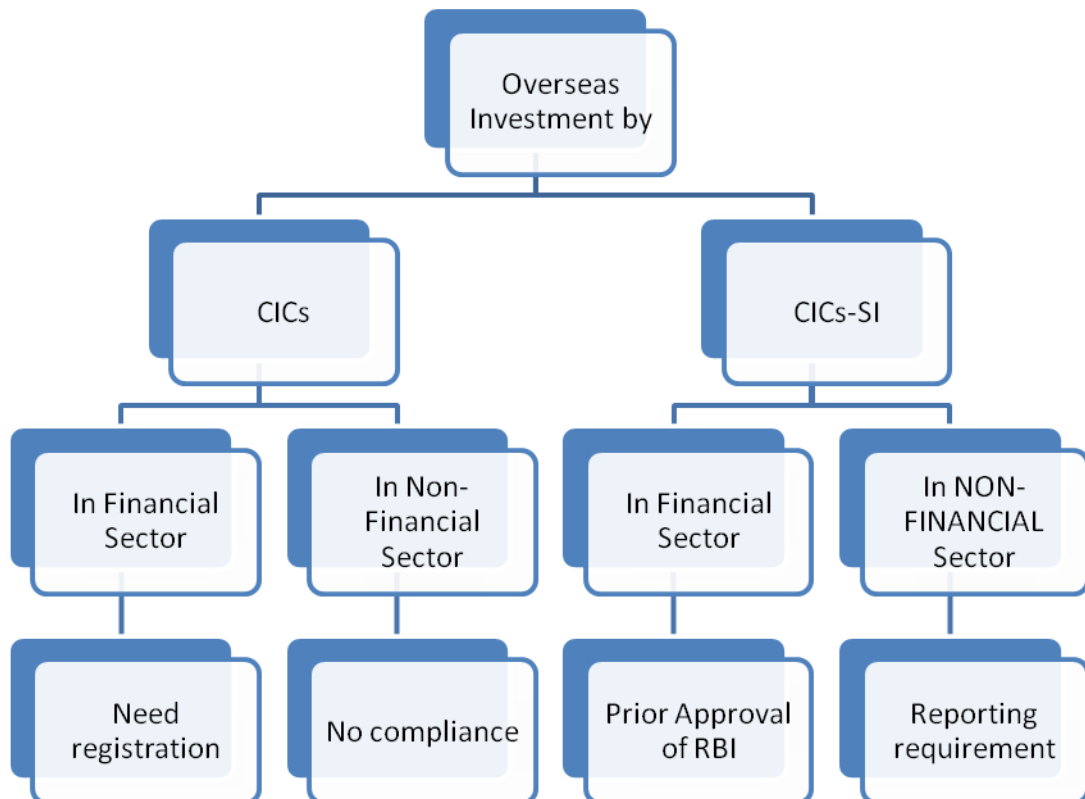 Overseas
Investment by
CICs
CICs-SI
In Financial
Sector
In Non-
Financial
Sector
In Financial
Sector
In NON-
FINANCIAL
Sector
Need
registration
No compliance
Prior Approval
of RBI
Reporting
requirement